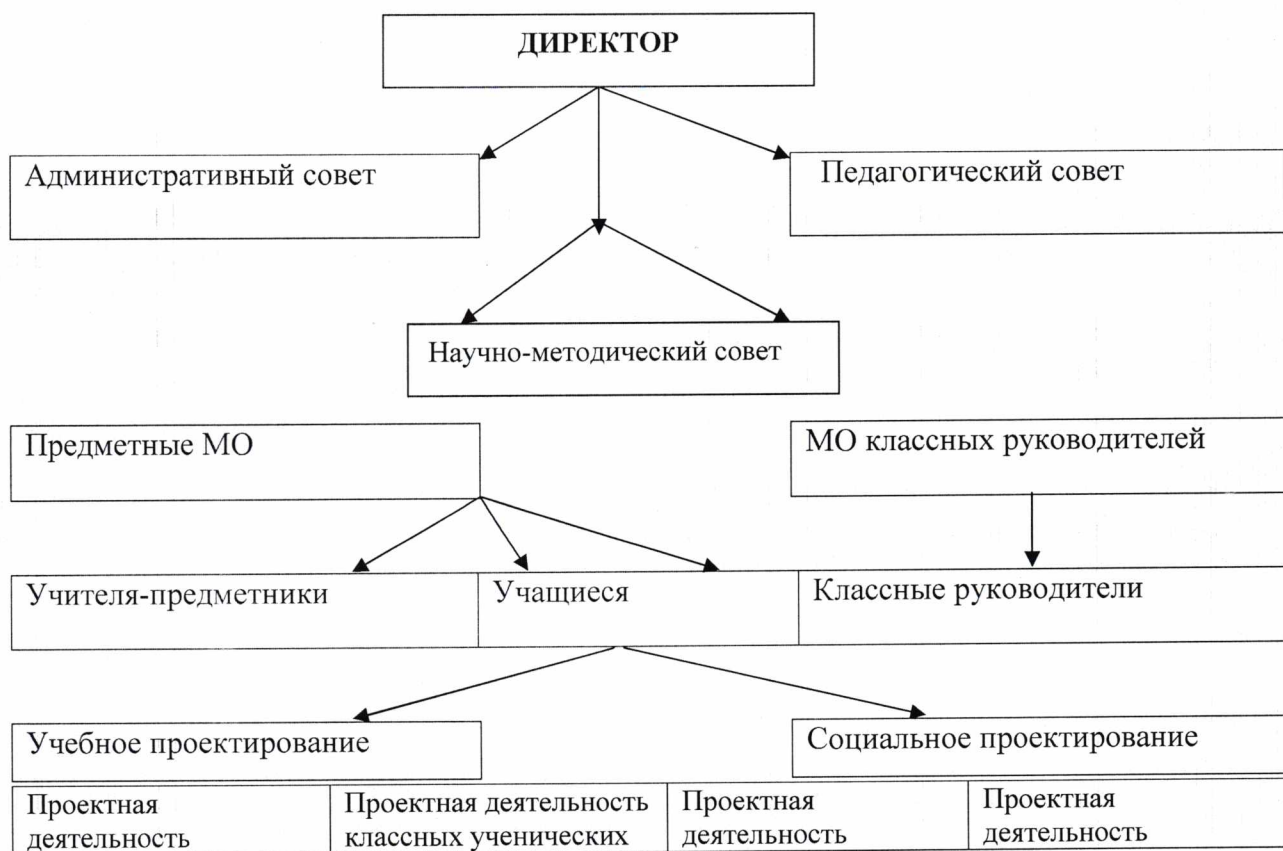 ДИРЕКТОР
Административный совет
Педагогический совет
Научно-методический совет
Предметные МО
МО классных руководителей
Учителя-предметники
Учащиеся
Классные руководители
Учебное проектирование
Социальное проектирование
Проектная
деятельность
Проектная деятельность
классных ученических
Проектная
деятельность
Проектная
деятельность